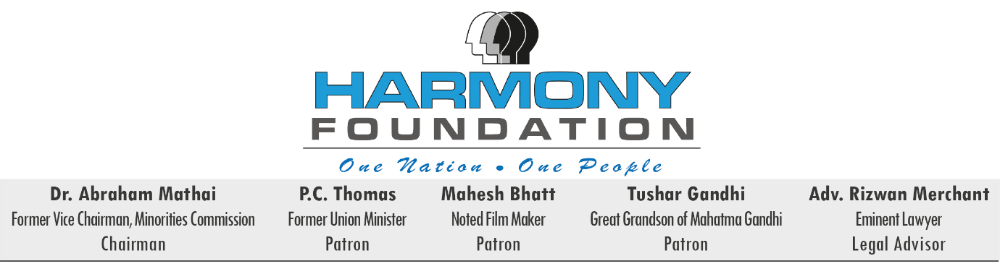 HARMONY
FOUNDATION
One Nation • One People
Dr. Abraham Mathai
Former Vice Chairman, Minorities Commission
Chairman
P.C. Thomas
Former Union Minister
Patron
Mahesh Bhatt
Noted Film Maker
Patron
Tushar Gandhi
Great Grandson of Mahatma Gandhi
Patron
Adv. Rizwan Merchant
Eminent Lawyer
Legal Advisor